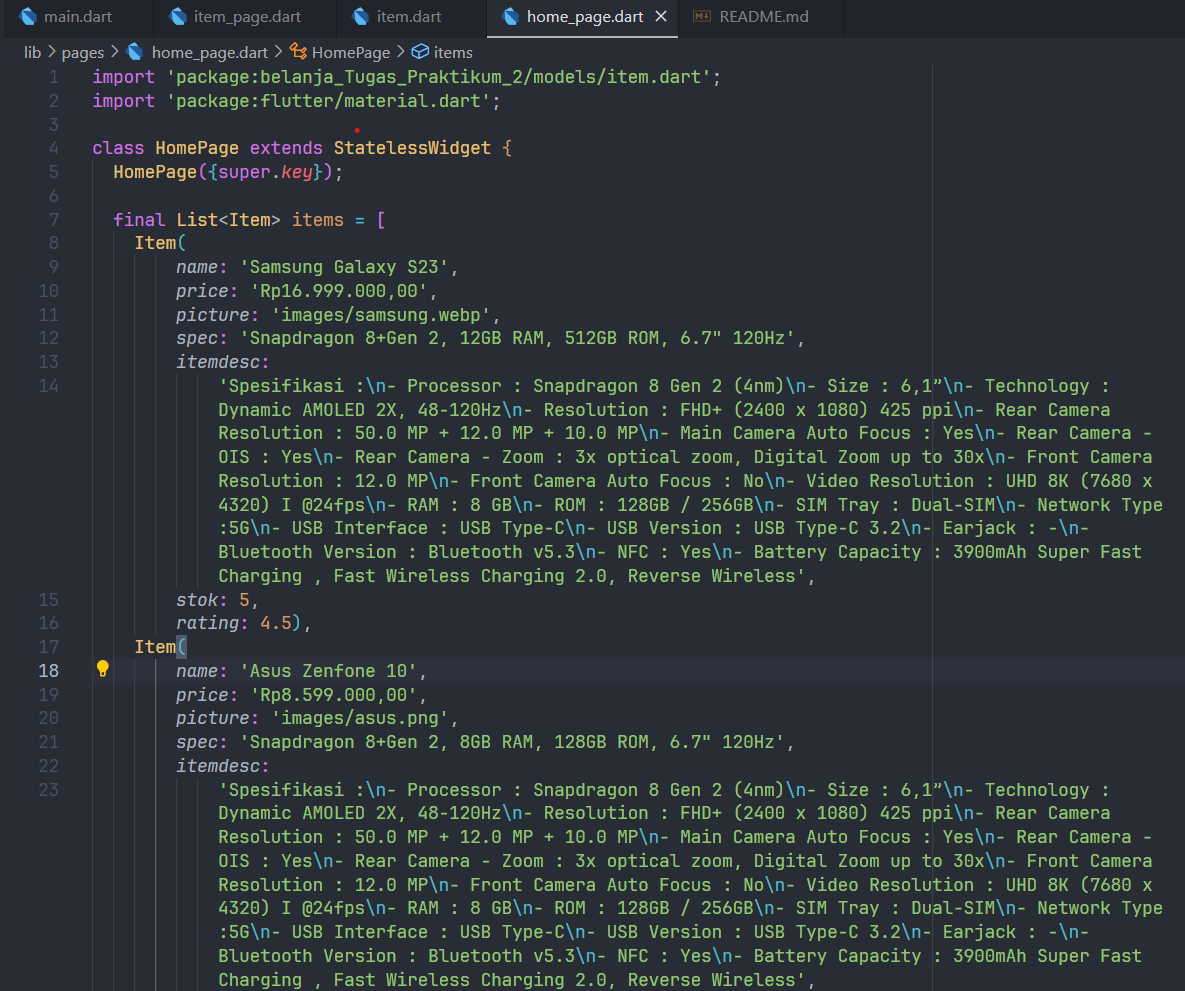 main.dart item_page.dart item.dart home_page.dart × README.md
lib > pages > home_page.dart > HomePage > items
1 import 'package:belanja_Tugas_Praktikum_2/models/item.dart';
2 import 'package:flutter/material.dart';
3
4 class HomePage extends StatelessWidget {
5 HomePage({super.key});
6
7 final List<Item> items = [
8 Item(
9 name: 'Samsung Galaxy S23',
10 price: 'Rp16.999.000,00',
11 picture: 'images/samsung.webp',
12 spec: 'Snapdragon 8+Gen 2, 12GB RAM, 512GB ROM, 6.7" 120Hz',
13 itemdesc:
14 'Spesifikasi :\n- Processor : Snapdragon 8 Gen 2 (4nm)\n- Size : 6,1”\n- Technology :
Dynamic AMOLED 2X, 48-120Hz\n- Resolution : FHD+ (2400 x 1080) 425 ppi\n- Rear Camera
Resolution : 50.0 MP + 12.0 MP + 10.0 MP\n- Main Camera Auto Focus : Yes\n- Rear Camera -
OIS : Yes\n- Rear Camera - Zoom : 3x optical zoom, Digital Zoom up to 30x\n- Front Camera
Resolution : 12.0 MP\n- Front Camera Auto Focus : No\n- Video Resolution : UHD 8K (7680 x
4320) I @24fps\n- RAM : 8 GB\n- ROM : 128GB / 256GB\n- SIM Tray : Dual-SIM\n- Network Type
:5G\n- USB Interface : USB Type-C\n- USB Version : USB Type-C 3.2\n- Earjack : -\n-
Bluetooth Version : Bluetooth v5.3\n- NFC : Yes\n- Battery Capacity : 3900mAh Super Fast
Charging , Fast Wireless Charging 2.0, Reverse Wireless',
15 stok: 5,
16 rating: 4.5),
17 Item(
18 name: 'Asus Zenfone 10',
19 price: 'Rp8.599.000,00',
20 picture: 'images/asus.png',
21 spec: 'Snapdragon 8+Gen 2, 8GB RAM, 128GB ROM, 6.7" 120Hz',
22 itemdesc:
23 'Spesifikasi :\n- Processor : Snapdragon 8 Gen 2 (4nm)\n- Size : 6,1”\n- Technology :
Dynamic AMOLED 2X, 48-120Hz\n- Resolution : FHD+ (2400 x 1080) 425 ppi\n- Rear Camera
Resolution : 50.0 MP + 12.0 MP + 10.0 MP\n- Main Camera Auto Focus : Yes\n- Rear Camera -
OIS : Yes\n- Rear Camera - Zoom : 3x optical zoom, Digital Zoom up to 30x\n- Front Camera
Resolution : 12.0 MP\n- Front Camera Auto Focus : No\n- Video Resolution : UHD 8K (7680 x
4320) I @24fps\n- RAM : 8 GB\n- ROM : 128GB / 256GB\n- SIM Tray : Dual-SIM\n- Network Type
:5G\n- USB Interface : USB Type-C\n- USB Version : USB Type-C 3.2\n- Earjack : -\n-
Bluetooth Version : Bluetooth v5.3\n- NFC : Yes\n- Battery Capacity : 3900mAh Super Fast
Charging , Fast Wireless Charging 2.0, Reverse Wireless',